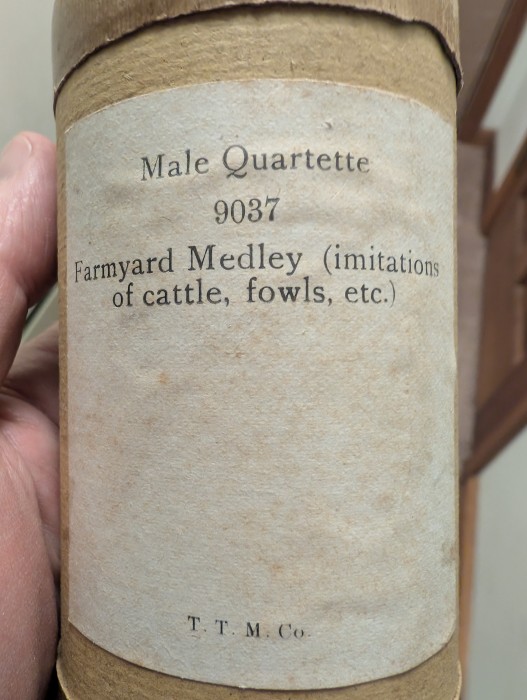 Male Quartette
9037
Farmyard Medley (imitations
of cattle, fowls, etc.)
T. T. M. Co.